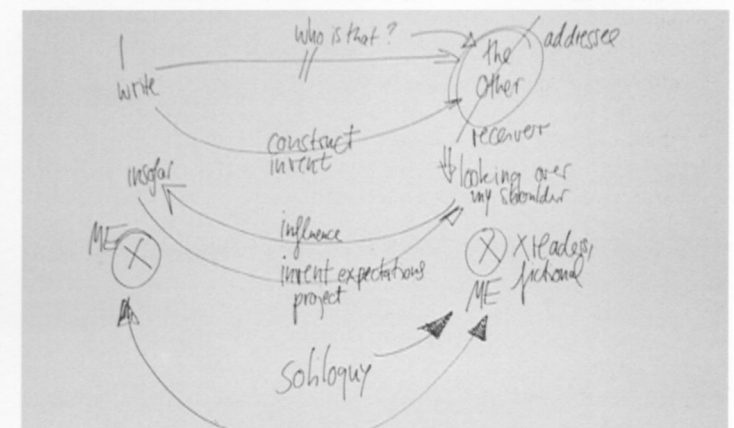 I
write
who is that?
the
Other
addressee
receiver
construct
invent
insofar
looking over
my shoulder
influence
invent expectations
project
ME
X
X
X readers,
fictional
ME
Soliloquy